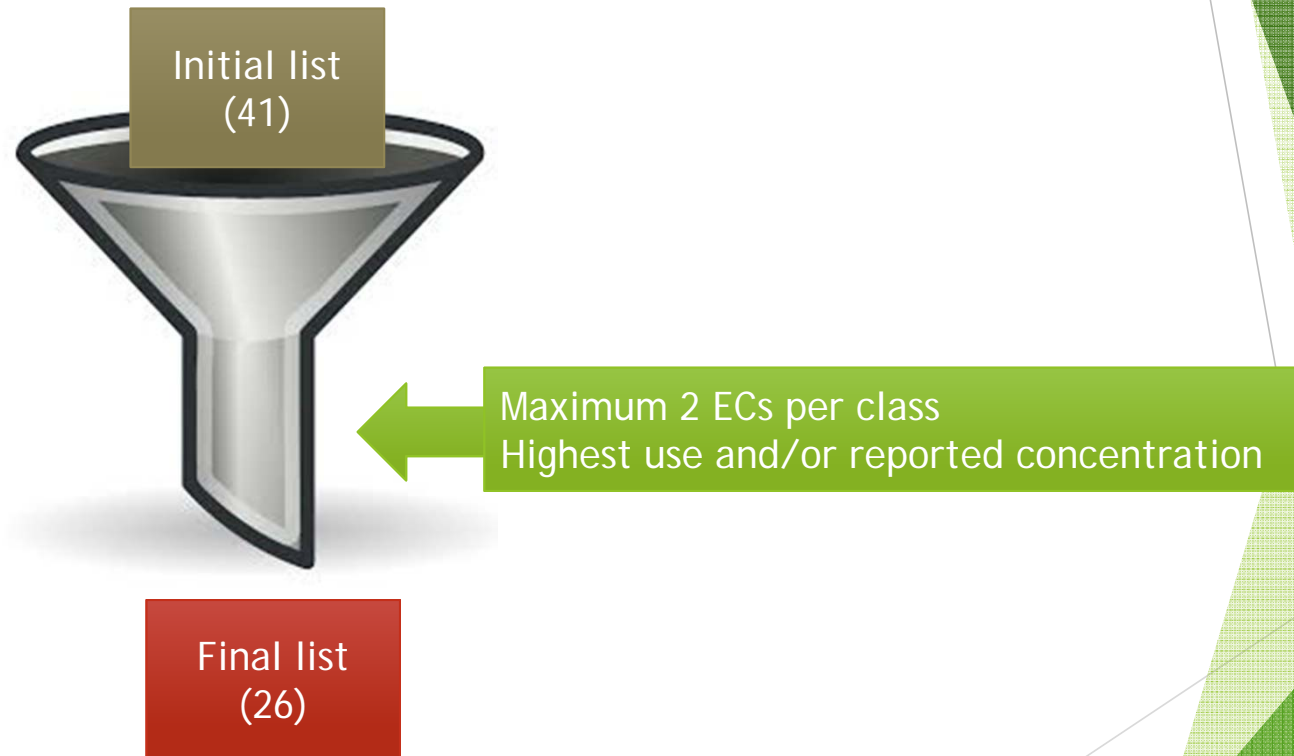 Initial list
(41)
Maximum 2 ECs per class
Highest use and/or reported concentration
Final list
(26)